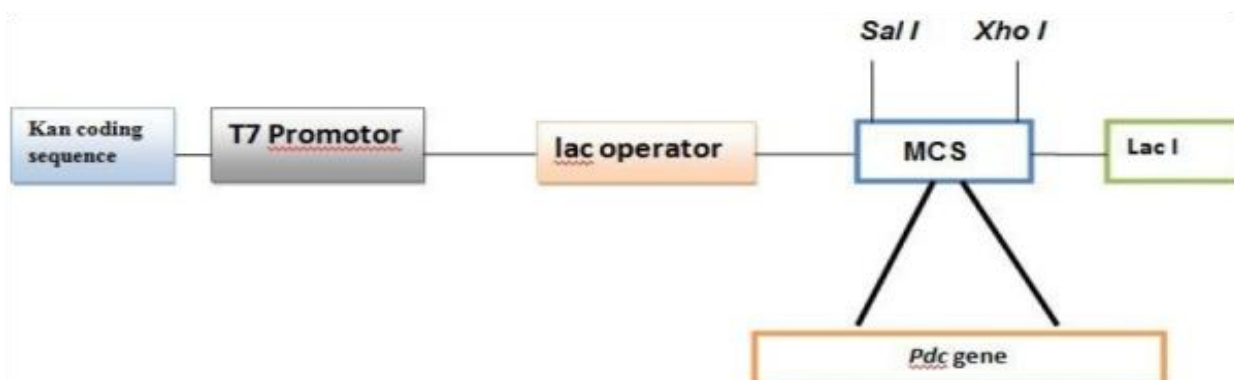 Sal I Xho I
Kan coding
sequence
T7 Promotor
lac operator
MCS
Lac I
Pdc gene